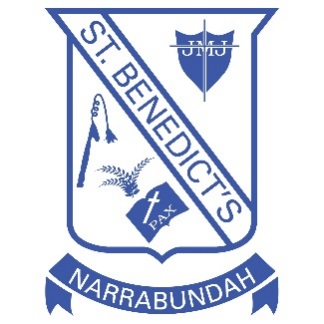 ST. BENEDICT'S
JMJ
PAX
NARRABUNDAH